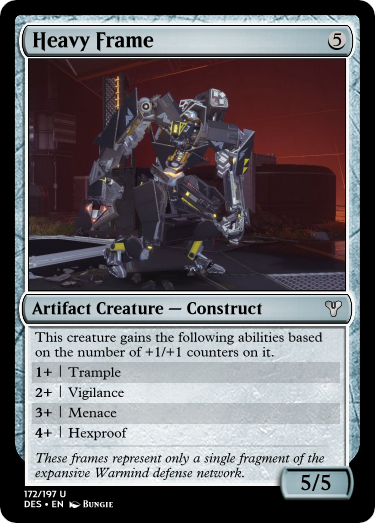 Heavy Frame 5
Artifact Creature — Construct
This creature gains the following abilities based
on the number of +1/+1 counters on it.
1+ | Trample
2+ | Vigilance
3+ | Menace
4+ | Hexproof
These frames represent only a single fragment of the
expansive Warmind defense network.
5/5
172/197 U
DES • EN Bungie